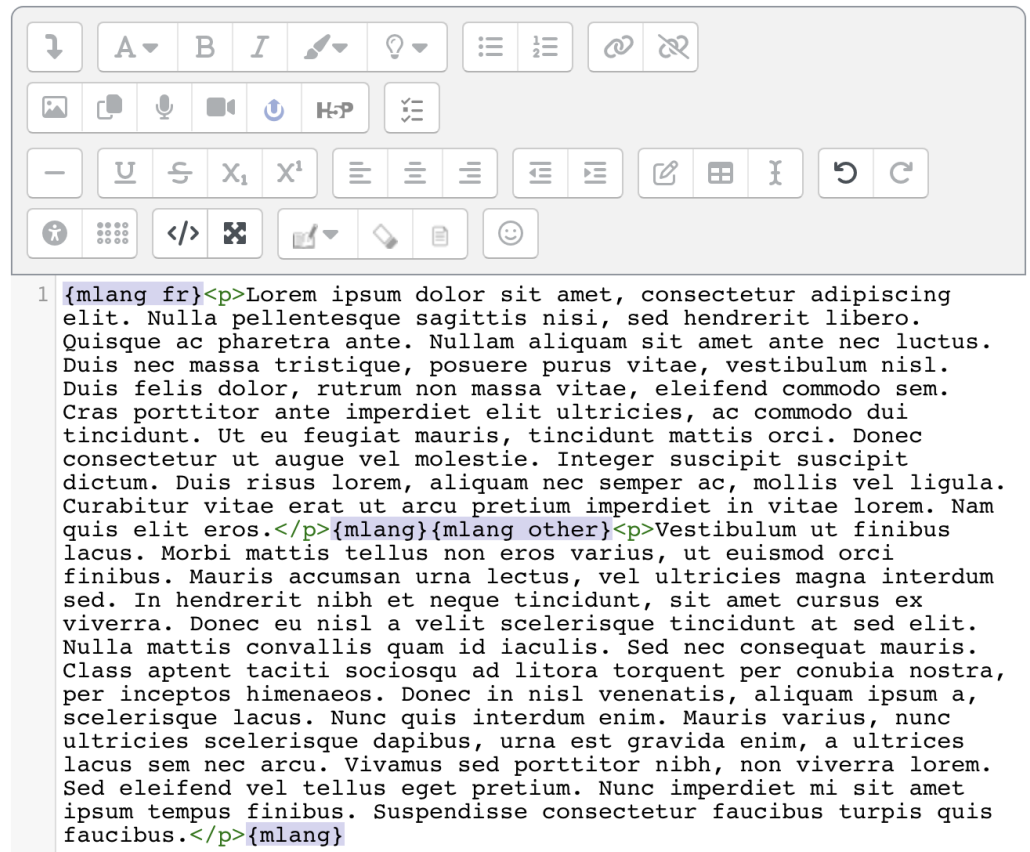 A B I
H5P
U S X₁ X¹
</>
1 {mlang fr}<p>Lorem ipsum dolor sit amet, consectetur adipiscing
elit. Nulla pellentesque sagittis nisi, sed hendrerit libero.
Quisque ac pharetra ante. Nullam aliquam sit amet ante nec luctus.
Duis nec massa tristique, posuere purus vitae, vestibulum nisl.
Duis felis dolor, rutrum non massa vitae, eleifend commodo sem.
Cras porttitor ante imperdiet elit ultricies, ac commodo dui
tincidunt. Ut eu feugiat mauris, tincidunt mattis orci. Donec
consectetur ut augue vel molestie. Integer suscipit suscipit
dictum. Duis risus lorem, aliquam nec semper ac, mollis vel ligula.
Curabitur vitae erat ut arcu pretium imperdiet in vitae lorem. Nam
quis elit eros.</p>{mlang}{mlang other}<p>Vestibulum ut finibus
lacus. Morbi mattis tellus non eros varius, ut euismod orci
finibus. Mauris accumsan urna lectus, vel ultricies magna interdum
sed. In hendrerit nibh et neque tincidunt, sit amet cursus ex
viverra. Donec eu nisl a velit scelerisque tincidunt at sed elit.
Nulla mattis convallis quam id iaculis. Sed nec consequat mauris.
Class aptent taciti sociosqu ad litora torquent per conubia nostra,
per inceptos himenaeos. Donec in nisl venenatis, aliquam ipsum a,
scelerisque lacus. Nunc quis interdum enim. Mauris varius, nunc
ultricies scelerisque dapibus, urna est gravida enim, a ultrices
lacus sem nec arcu. Vivamus sed porttitor nibh, non viverra lorem.
Sed eleifend vel tellus eget pretium. Nunc imperdiet mi sit amet
ipsum tempus finibus. Suspendisse consectetur faucibus turpis quis
faucibus.</p>{mlang}